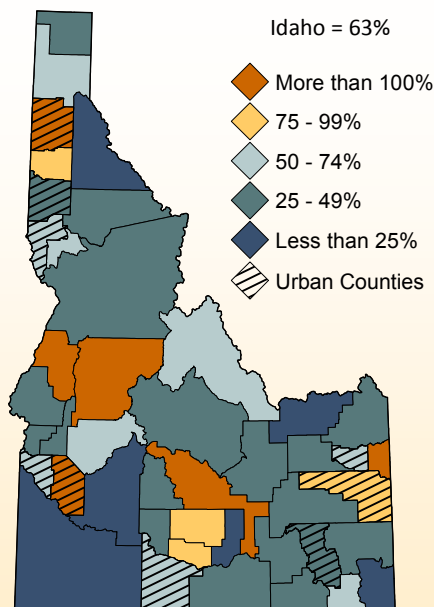 Idaho = 63%
More than 100%
75 - 99%
50 - 74%
25 - 49%
Less than 25%
Urban Counties